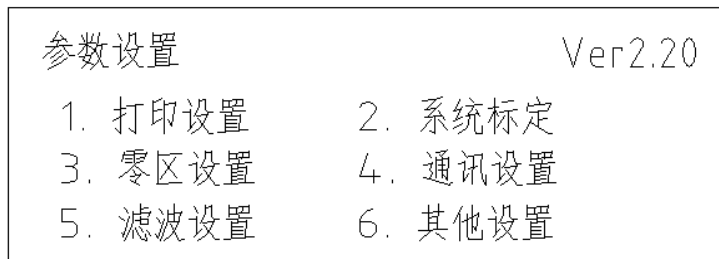 参数设置 Ver2.20
1. 打印设置 2. 系统标定
3. 零区设置 4. 通讯设置
5. 滤波设置 6. 其他设置